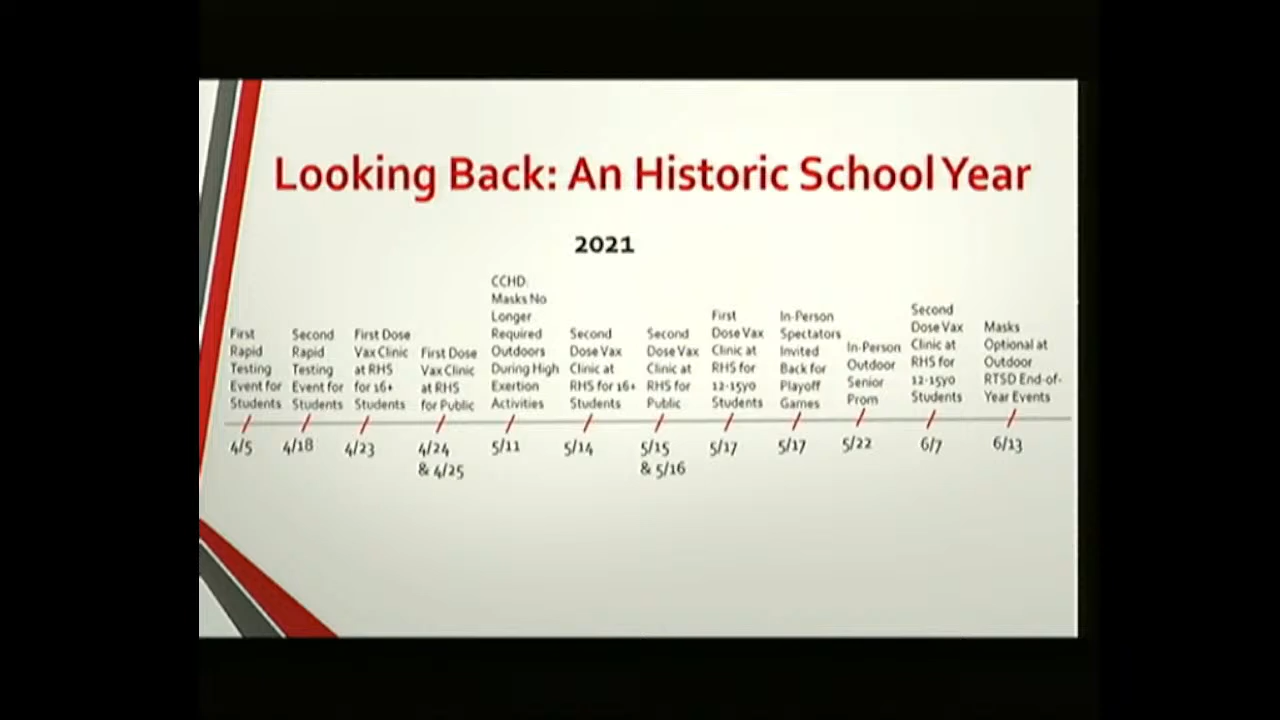 Looking Back: An Historic School Year
2021
First
Rapid
Testing
Event for
Students
4/5
Second
Rapid
Testing
Event for
Students
4/18
First Dose
Vax Clinic
at RHS
for 16+
Students
4/23
First Dose
Vax Clinic
at RHS
for Public
4/24
& 4/25
CCHD:
Masks No
Longer
Required
Outdoors
During High
Exertion
Activities
5/11
Second
Dose Vax
Clinic at
RHS for 16+
Students
5/14
Second
Dose Vax
Clinic at
RHS for
Public
5/15
& 5/16
First
Dose Vax
Clinic at
RHS for
12-15yo
Students
5/17
In-Person
Spectators
Invited
Back for
Playoff
Games
5/17
In-Person
Outdoor
Senior
Prom
5/22
Second
Dose Vax
Clinic at
RHS for
12-15yo
Students
6/7
Masks
Optional at
Outdoor
RTSD End-of-
Year Events
6/13